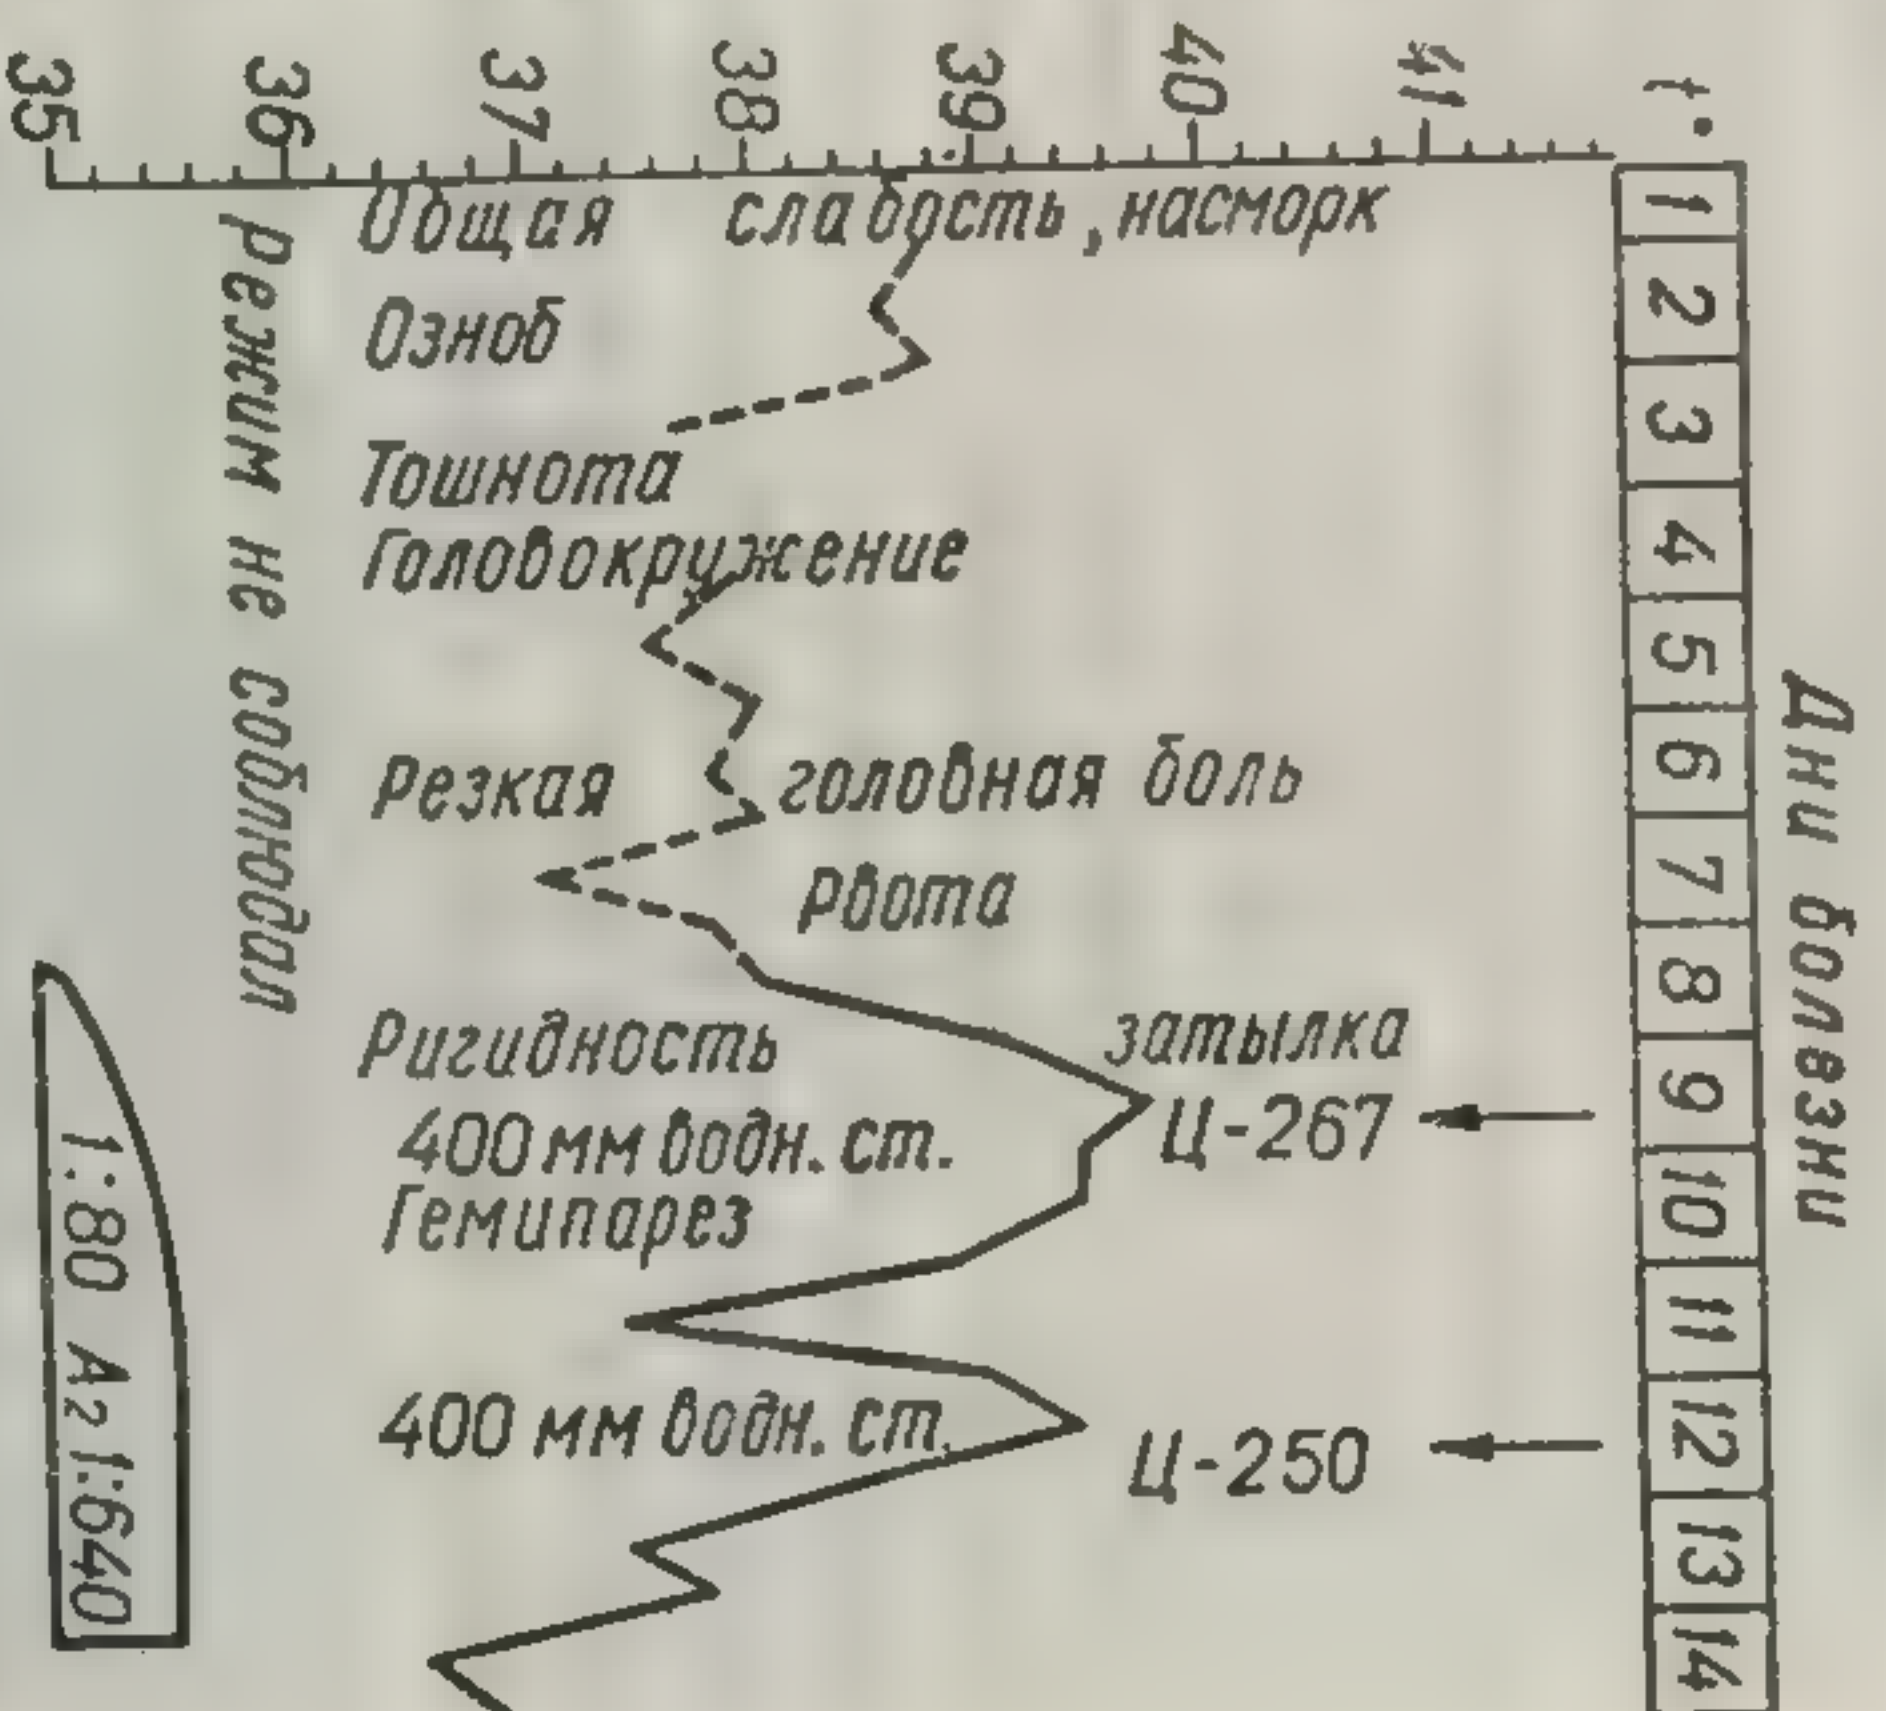 35 36 37 38 39 40 41 t°
Дни болезни
1 2 3 4 5 6 7 8 9 10 11 12 13 14
Общая слабость, насморк
Озноб
Тошнота
Головокружение
Резкая головная боль
Рвота
Ригидность затылка
400 мм водн. ст. Ц-267
Гемипарез
400 мм водн. ст. Ц-250
Режим не соблюдал
1:80 А2 1:640